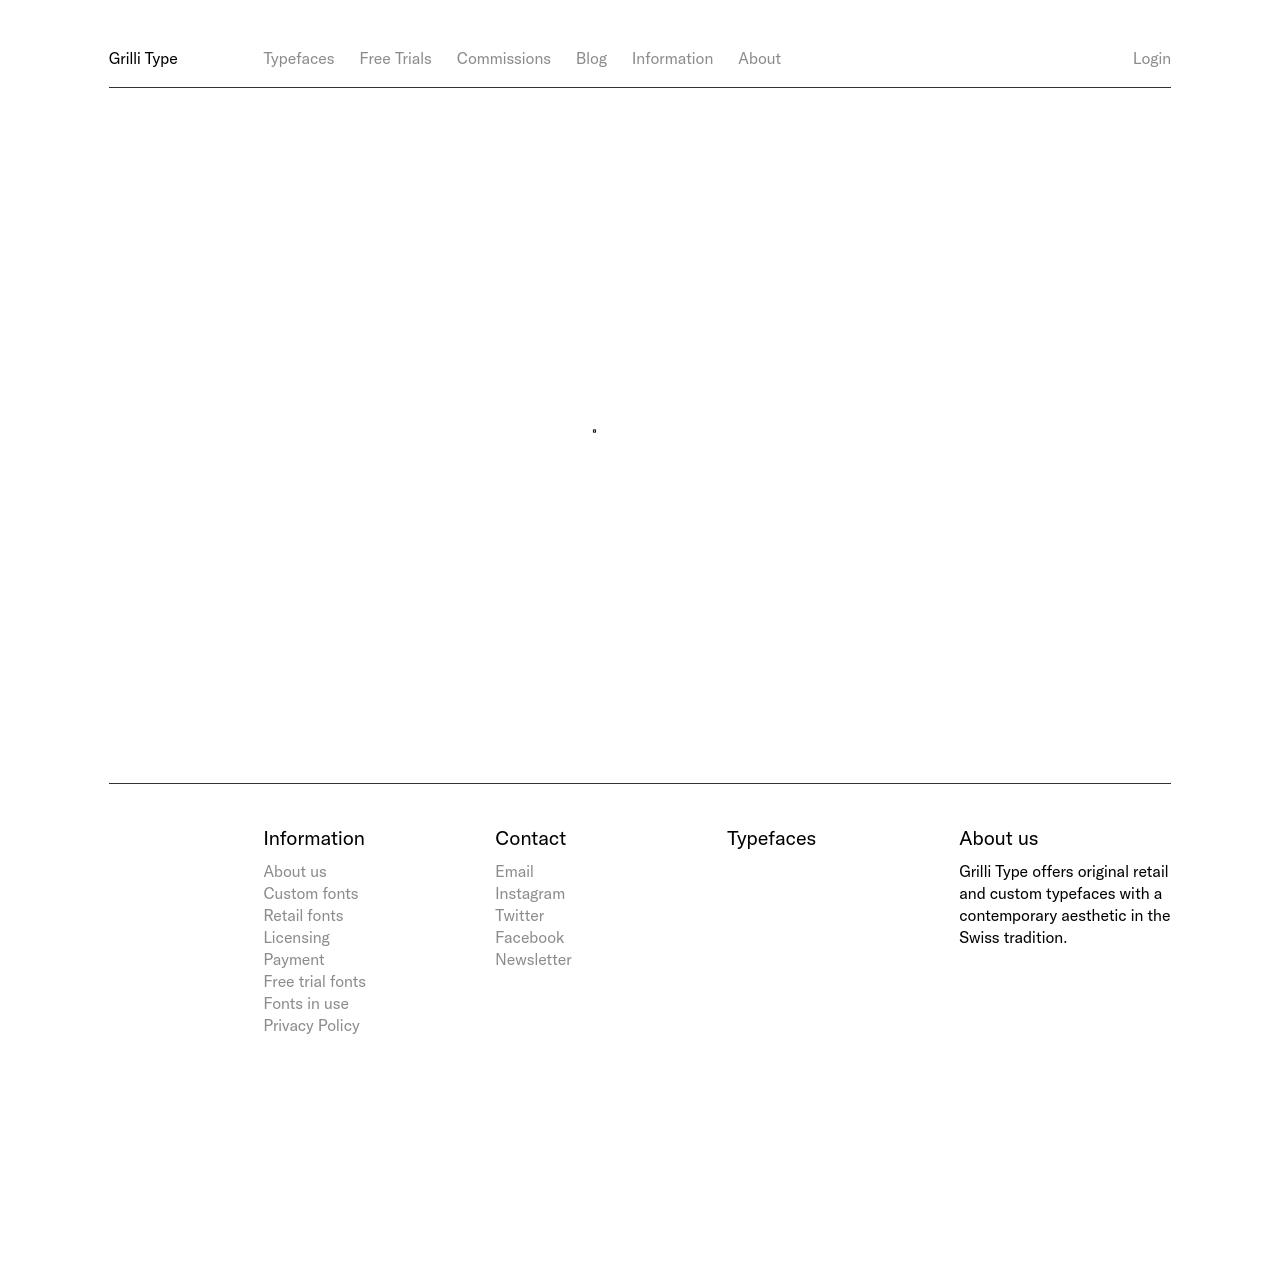 Grilli Type
Typefaces
Free Trials
Commissions
Blog
Information
About
Login
Information
About us
Custom fonts
Retail fonts
Licensing
Payment
Free trial fonts
Fonts in use
Privacy Policy
Contact
Email
Instagram
Twitter
Facebook
Newsletter
Typefaces
About us
Grilli Type offers original retail
and custom typefaces with a
contemporary aesthetic in the
Swiss tradition.